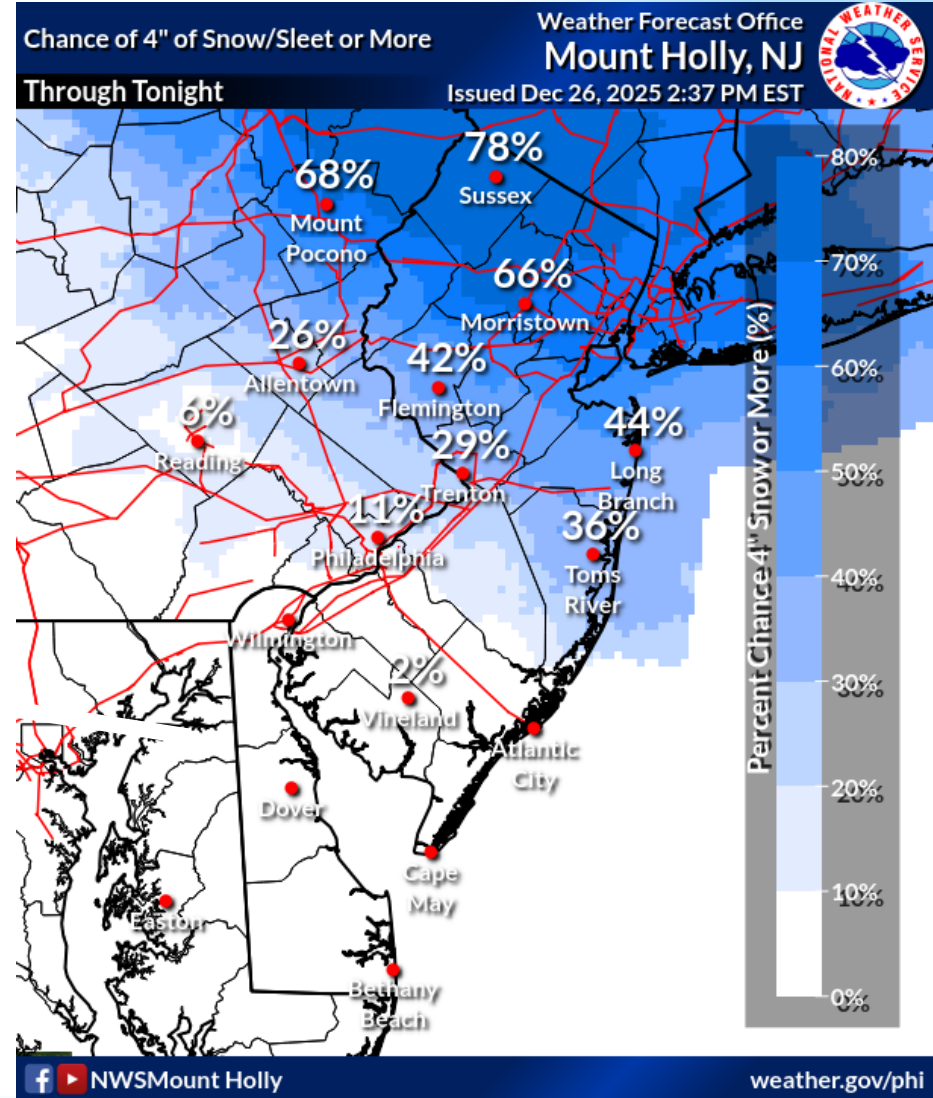 Chance of 4" of Snow/Sleet or More
Through Tonight
Weather Forecast Office
Mount Holly, NJ
Issued Dec 26, 2025 2:37 PM EST
NATIONAL WEATHER SERVICE
78%
Sussex
68%
Mount
Pocono
66%
Morristown
26%
Allentown
42%
Flemington
6%
Reading
29%
Trenton
44%
Long
Branch
11%
Philadelphia
36%
Toms
River
Wilmington
2%
Vineland
Atlantic
City
Dover
Cape
May
Easton
Bethany
Beach
Percent Chance 4" Snow or More (%)
80%
70%
60%
50%
40%
30%
20%
10%
0%
NWSMount Holly
weather.gov/phi